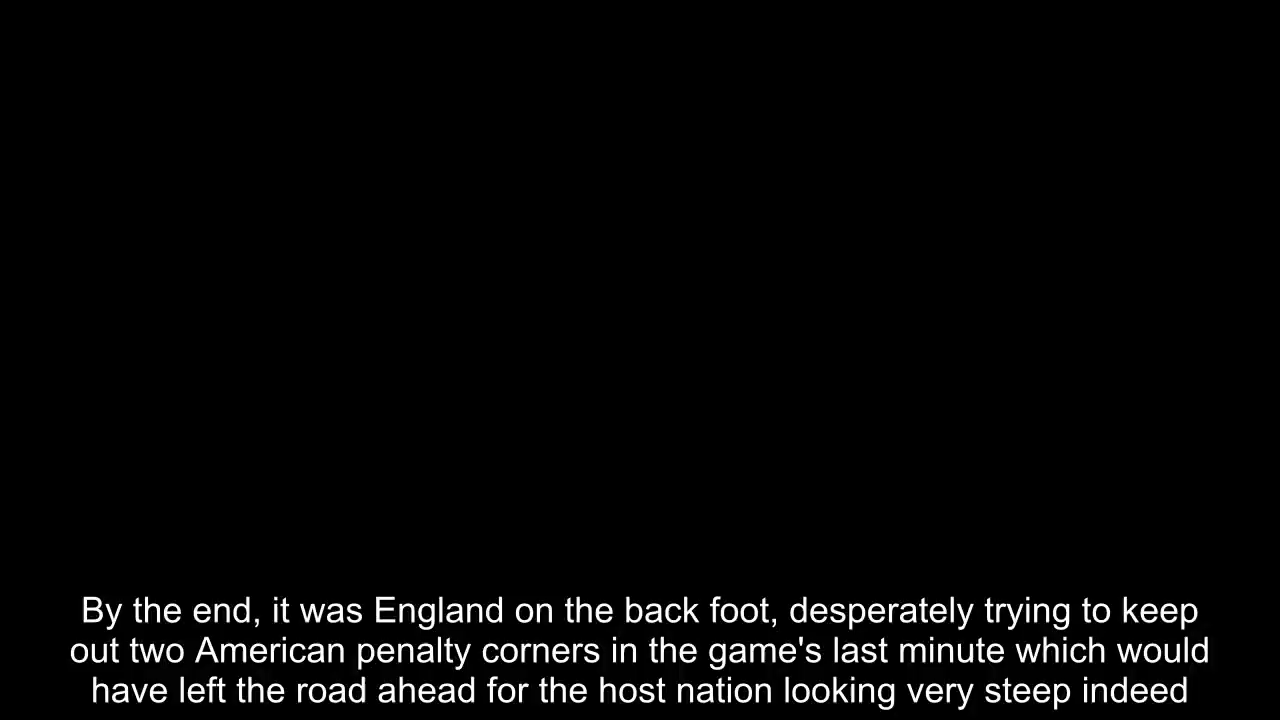 By the end, it was England on the back foot, desperately trying to keep
out two American penalty corners in the game's last minute which would
have left the road ahead for the host nation looking very steep indeed